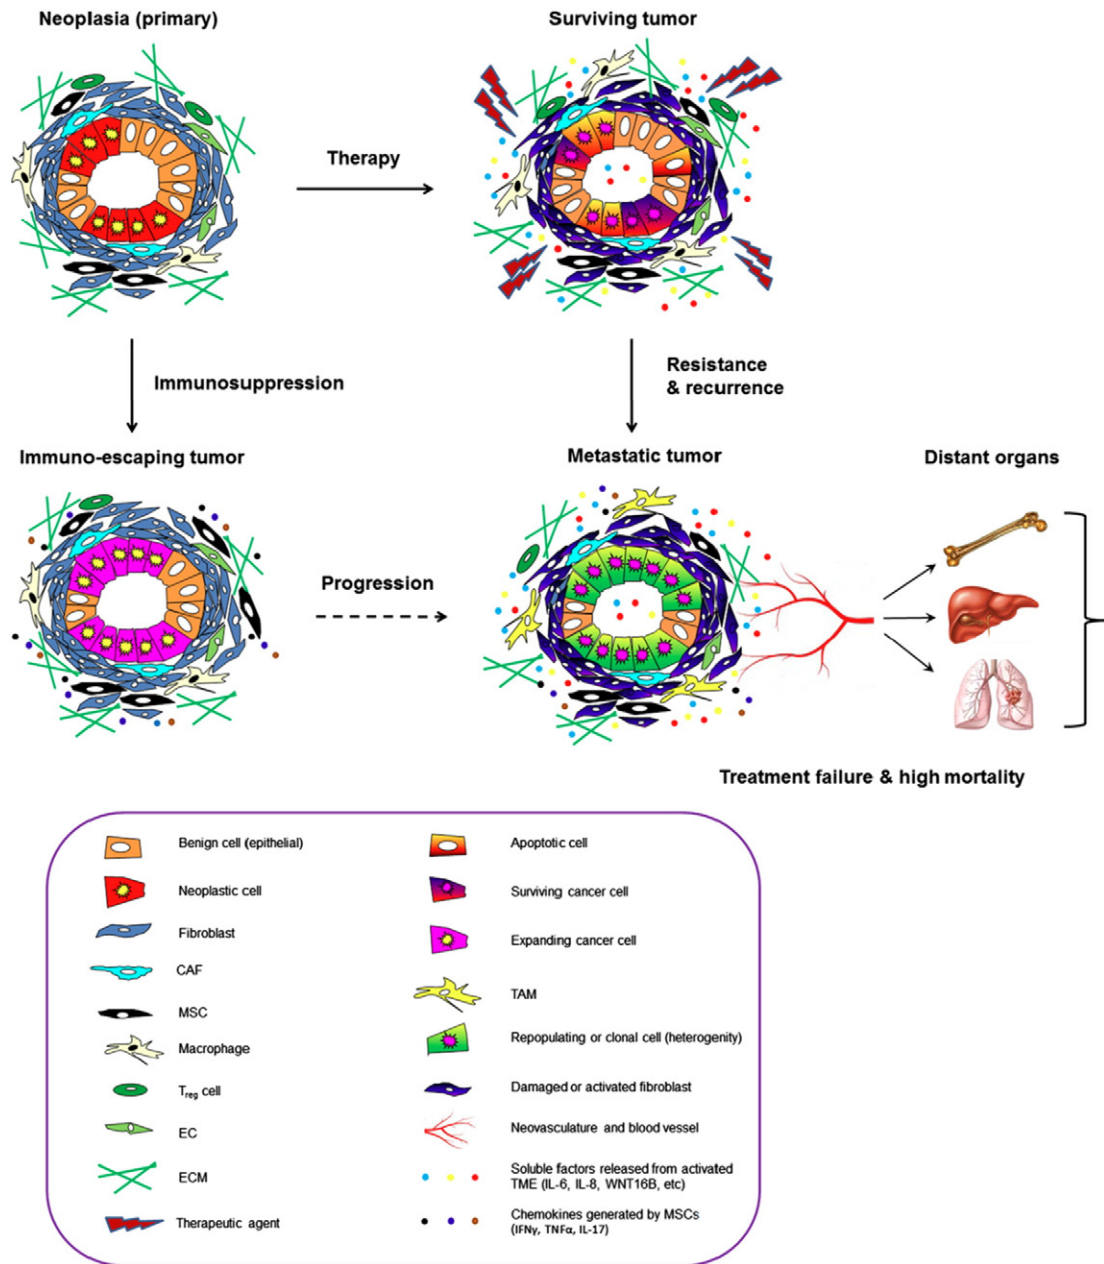 Neoplasia (primary)
Surviving tumor
Therapy
Immunosuppression
Resistance
& recurrence
Immuno-escaping tumor
Metastatic tumor
Distant organs
Progression
Treatment failure & high mortality
Benign cell (epithelial)
Neoplastic cell
Fibroblast
CAF
MSC
Macrophage
Treg cell
EC
ECM
Therapeutic agent
Apoptotic cell
Surviving cancer cell
Expanding cancer cell
TAM
Repopulating or clonal cell (heterogenity)
Damaged or activated fibroblast
Neovasculature and blood vessel
Soluble factors released from activated
TME (IL-6, IL-8, WNT16B, etc)
Chemokines generated by MSCs
(IFNγ, TNFα, IL-17)